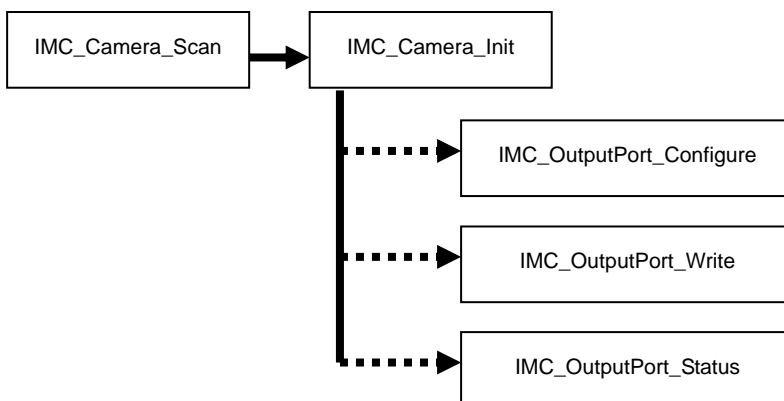 IMC_Camera_Scan
IMC_Camera_Init
IMC_OutputPort_Configure
IMC_OutputPort_Write
IMC_OutputPort_Status